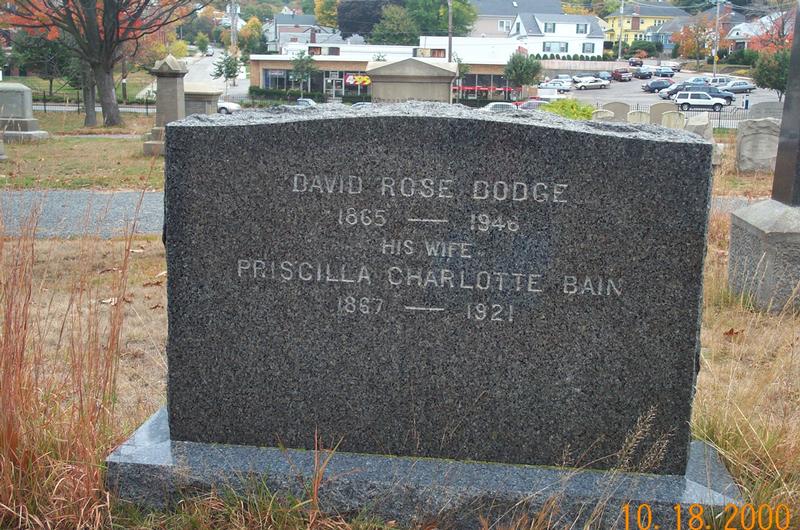 DAVID ROSE DODGE
1865 — 1946
HIS WIFE
PRISCILLA CHARLOTTE BAIN
1867 — 1921
10.18.2000